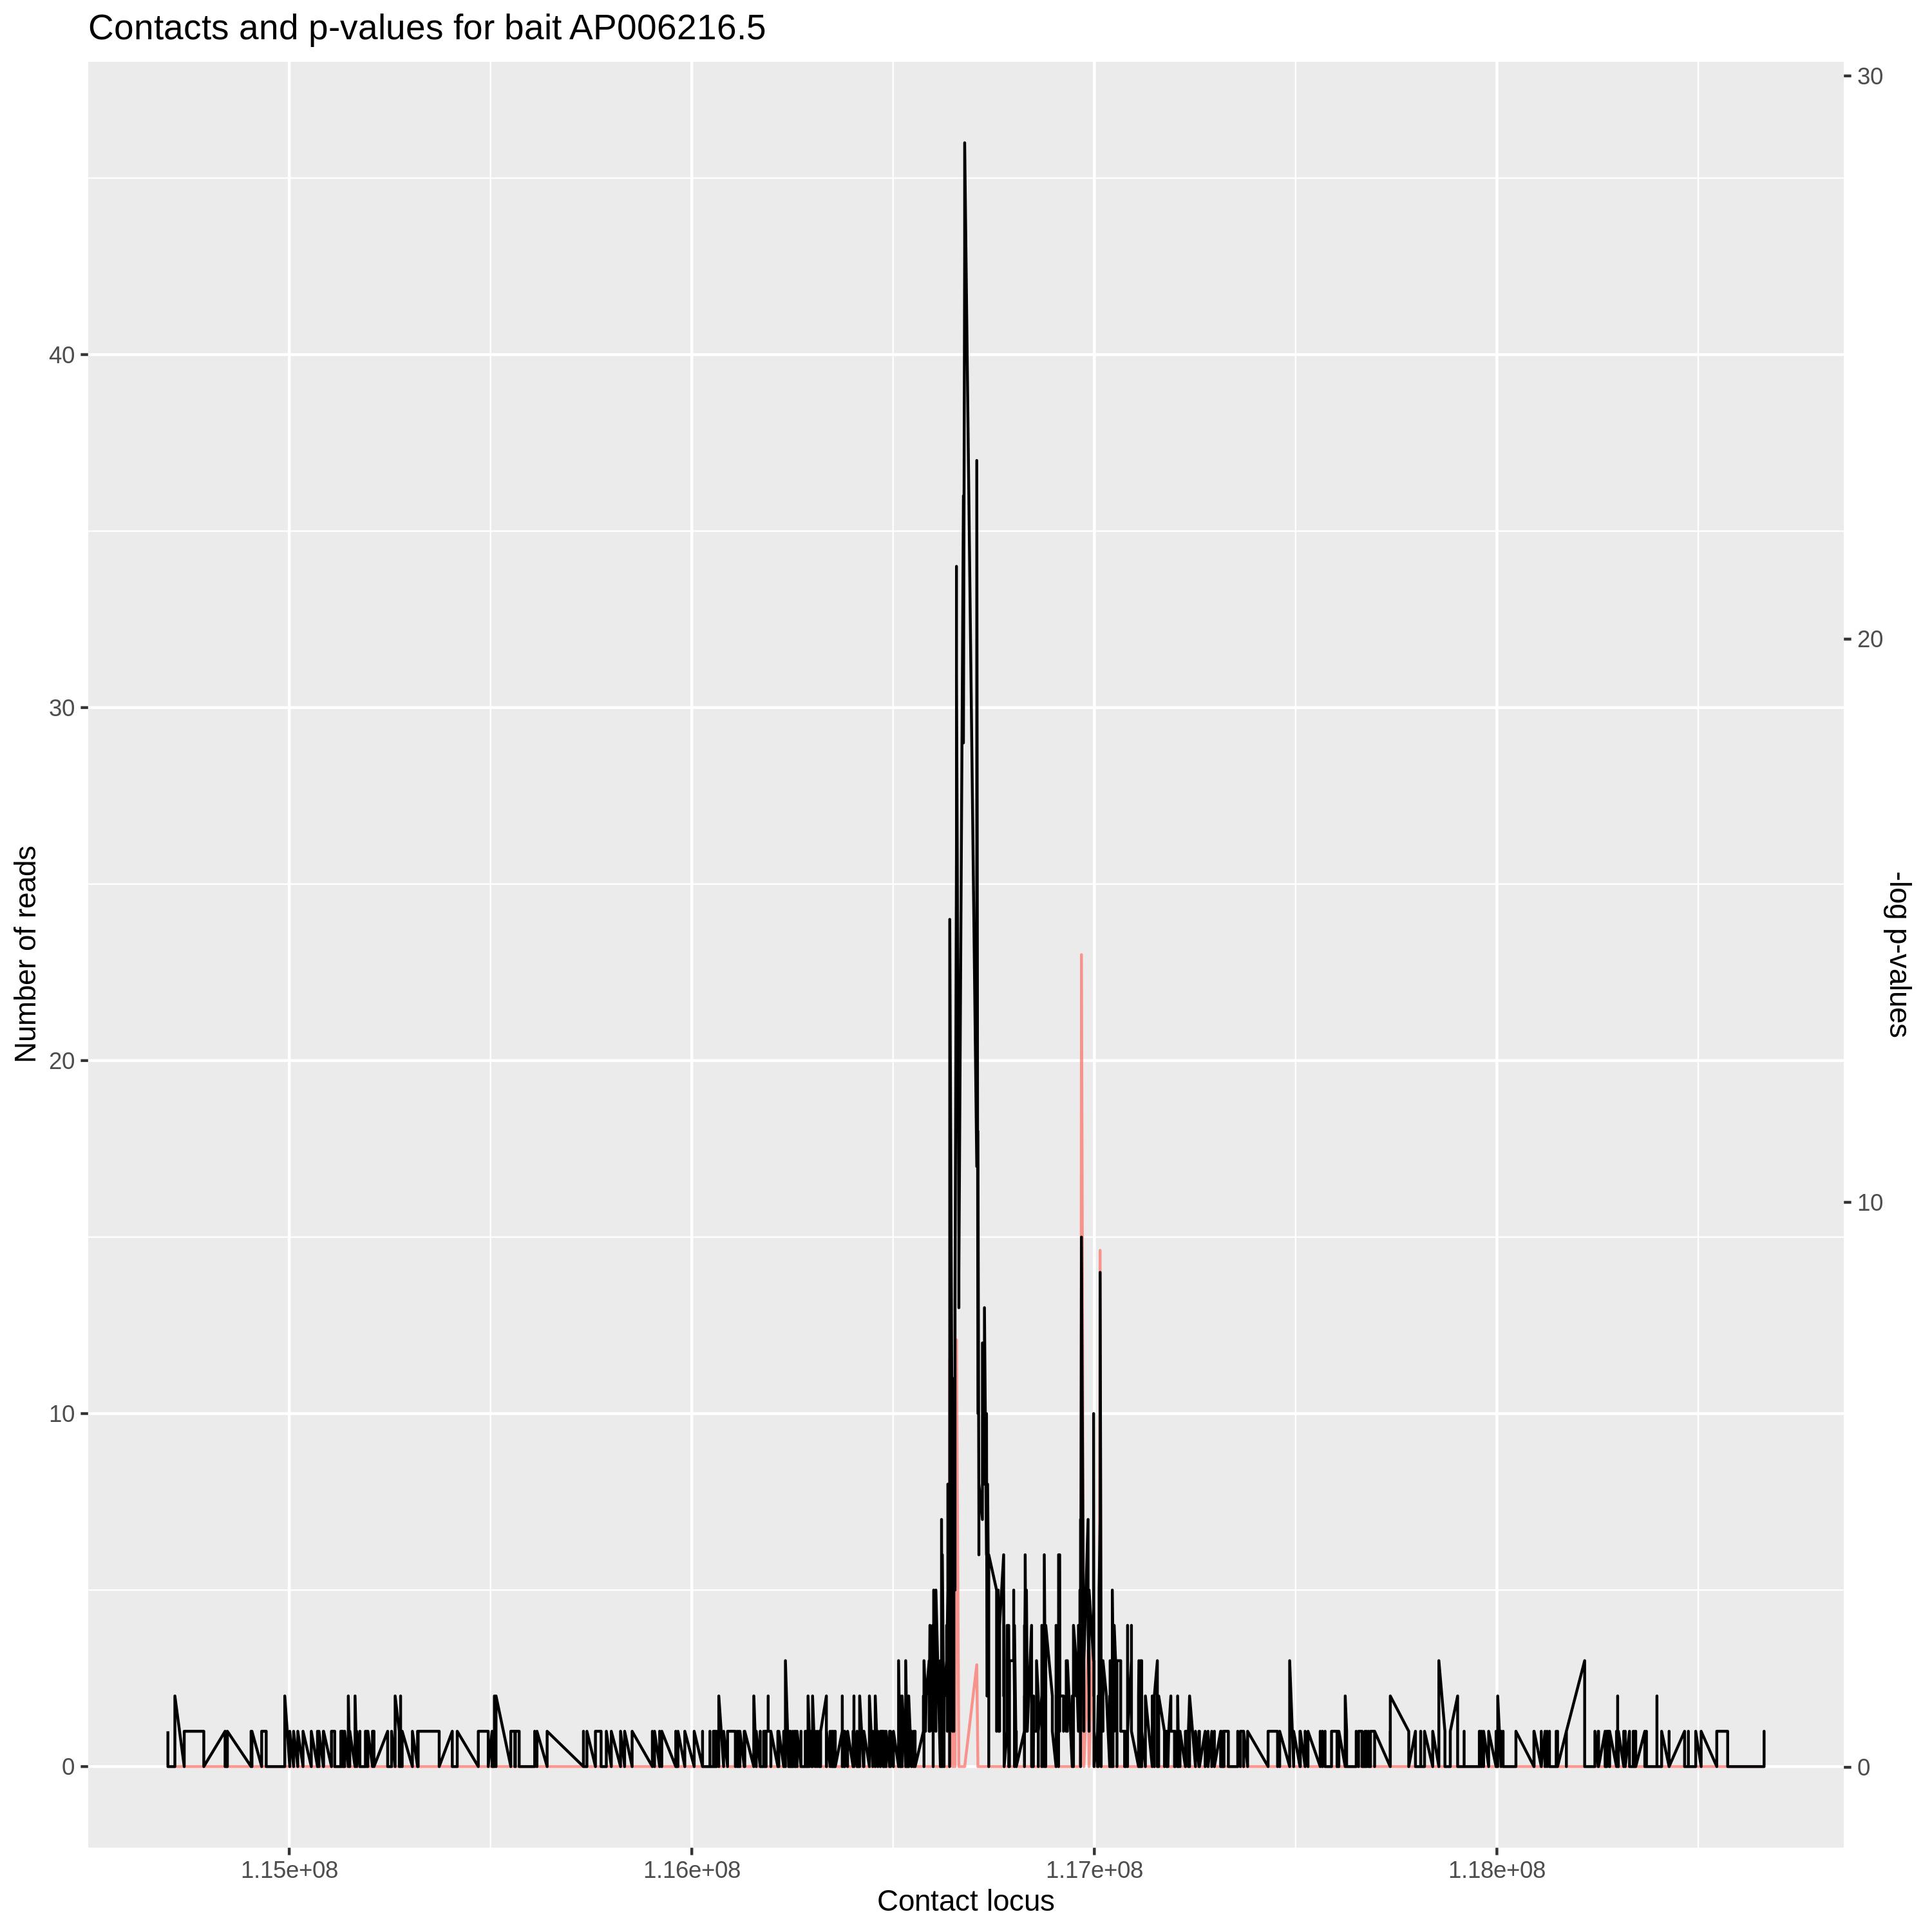 Contacts and p-values for bait AP006216.5
Number of reads
40
30
20
10
0
30
20
10
0
-log p-values
1.15e+08
1.16e+08
1.17e+08
1.18e+08
Contact locus